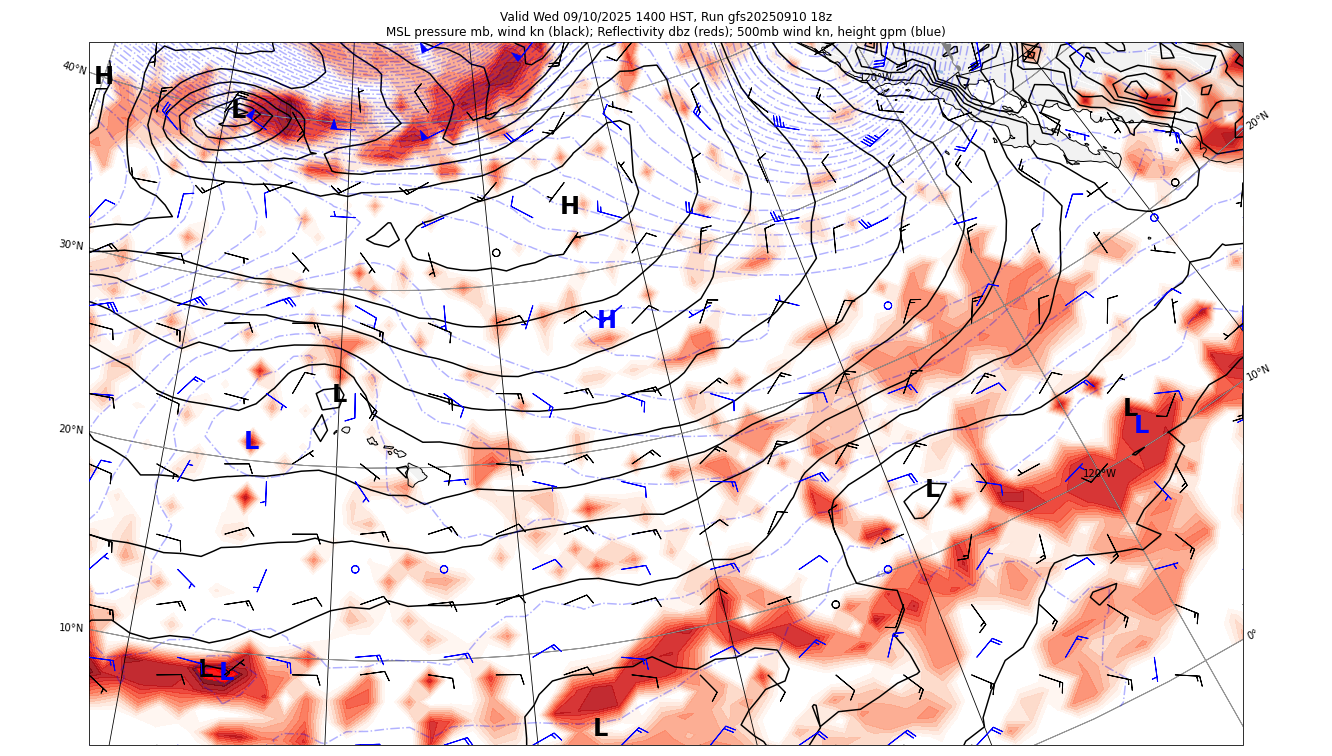 Valid Wed 09/10/2025 1400 HST, Run gfs20250910 18z
MSL pressure mb, wind kn (black); Reflectivity dbz (reds); 500mb wind kn, height gpm (blue)
40°N
H
L
120°W
20°N
H
30°N
H
10°N
L
L
L
20°N
L
120°W
L
10°N
0°
L
L
L